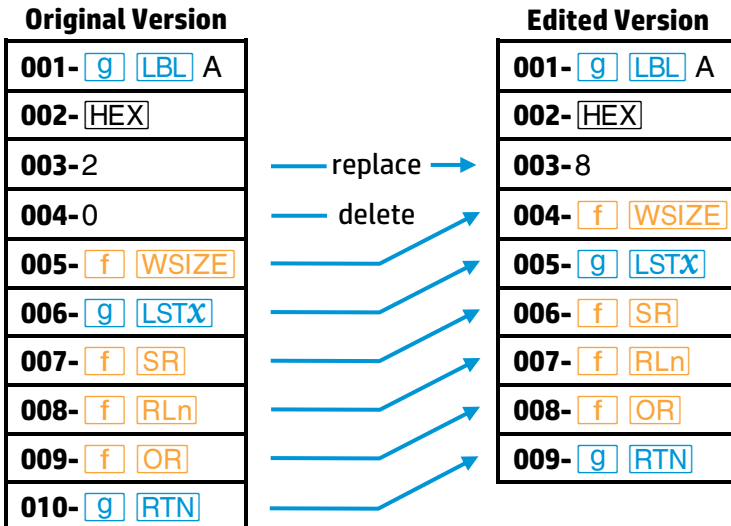 Original Version
001- g LBL A
002- HEX
003- 2
004- 0
005- f WSIZE
006- g LSTx
007- f SR
008- f RLn
009- f OR
010- g RTN
replace
delete
Edited Version
001- g LBL A
002- HEX
003- 8
004- f WSIZE
005- g LSTx
006- f SR
007- f RLn
008- f OR
009- g RTN